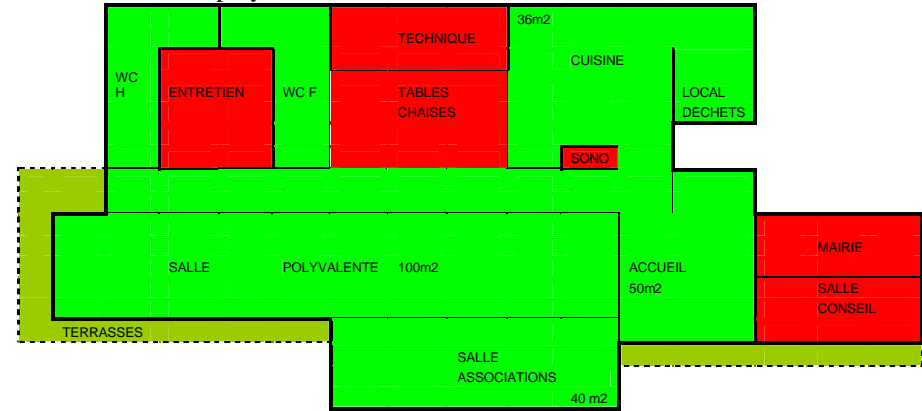 36m2
TECHNIQUE
CUISINE
WC
H
ENTRETIEN
WC F
TABLES
CHAISES
LOCAL
DECHETS
SONO
MAIRIE
SALLE POLYVALENTE 100m2
ACCUEIL
50m2
SALLE
CONSEIL
TERRASSES
SALLE
ASSOCIATIONS
40 m2